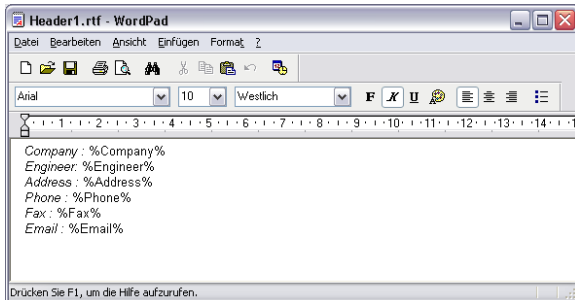 Header1.rtf - WordPad
Datei Bearbeiten Ansicht Einfügen Format ?
Arial 10 Westlich F K U
1 2 3 4 5 6 7 8 9 10 11 12 13 14 1
Company : %Company%
Engineer: %Engineer%
Address : %Address%
Phone : %Phone%
Fax : %Fax%
Email : %Email%
Drücken Sie F1, um die Hilfe aufzurufen.